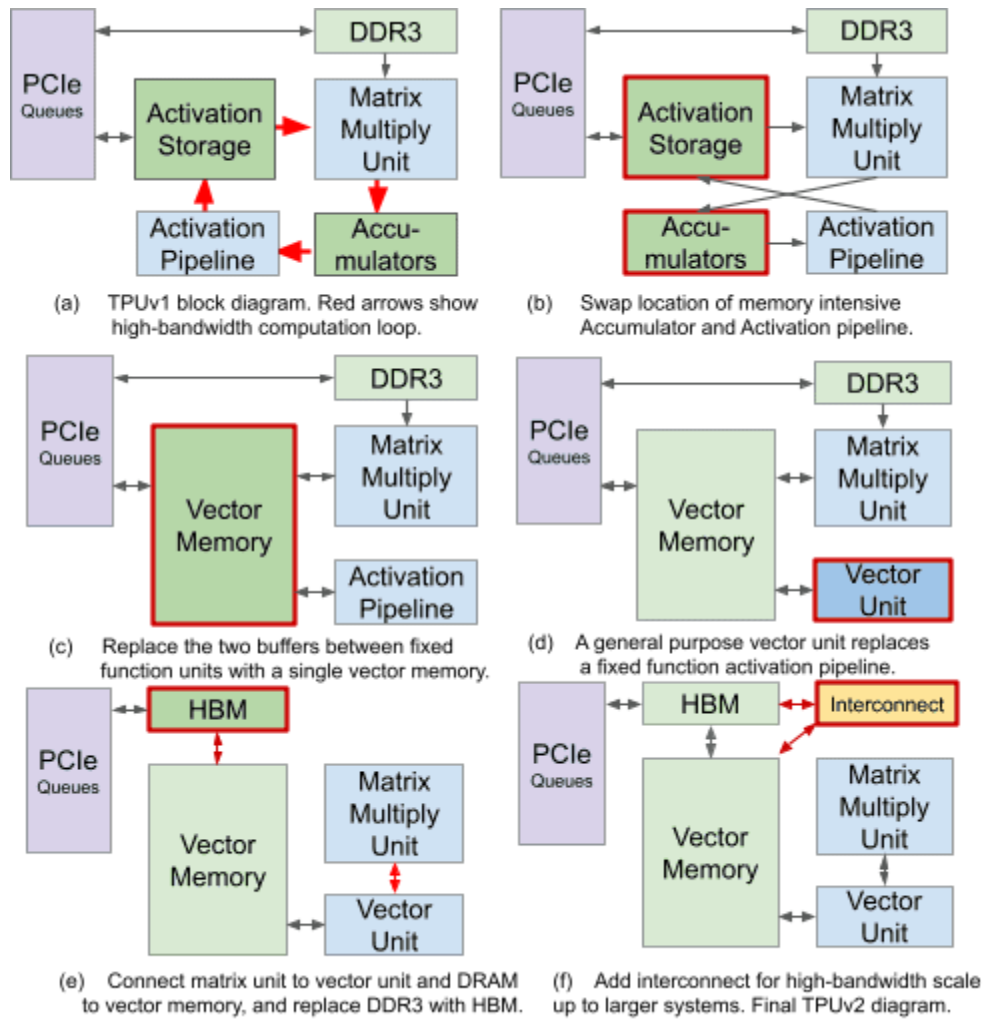 PCIe
Queues
DDR3
Activation
Storage
Matrix
Multiply
Unit
Activation
Pipeline
Accu-
mulators
(a) TPUv1 block diagram. Red arrows show
high-bandwidth computation loop.
PCIe
Queues
DDR3
Activation
Storage
Matrix
Multiply
Unit
Accu-
mulators
Activation
Pipeline
(b) Swap location of memory intensive
Accumulator and Activation pipeline.
PCIe
Queues
DDR3
Vector
Memory
Matrix
Multiply
Unit
Activation
Pipeline
(c) Replace the two buffers between fixed
function units with a single vector memory.
PCIe
Queues
DDR3
Vector
Memory
Matrix
Multiply
Unit
Vector
Unit
(d) A general purpose vector unit replaces
a fixed function activation pipeline.
PCIe
Queues
HBM
Vector
Memory
Matrix
Multiply
Unit
Vector
Unit
(e) Connect matrix unit to vector unit and DRAM
to vector memory, and replace DDR3 with HBM.
PCIe
Queues
HBM
Interconnect
Vector
Memory
Matrix
Multiply
Unit
Vector
Unit
(f) Add interconnect for high-bandwidth scale
up to larger systems. Final TPUv2 diagram.